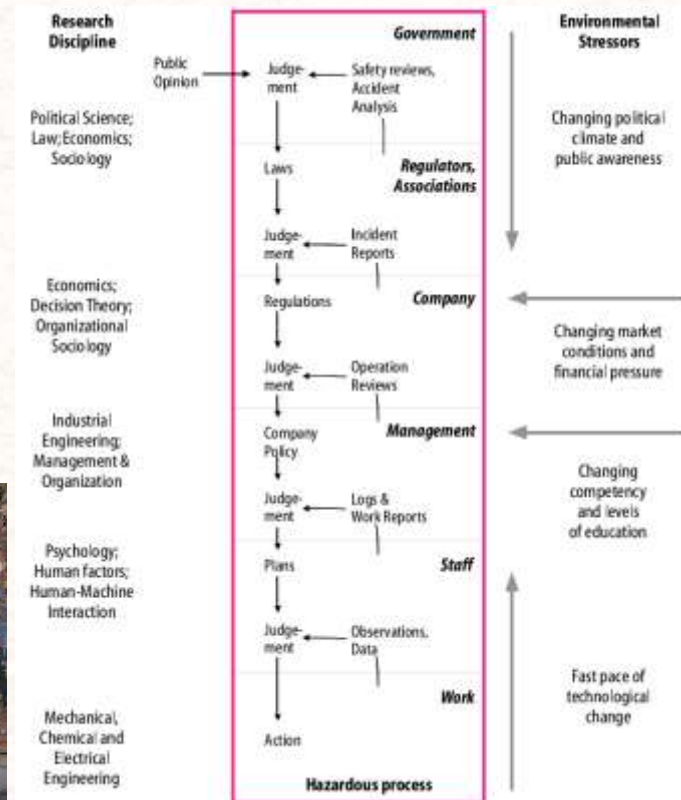 Research
Discipline
Political Science;
Law; Economics;
Sociology
Economics;
Decision Theory;
Organizational
Sociology
Industrial
Engineering;
Management &
Organization
Psychology;
Human factors;
Human-Machine
Interaction
Mechanical,
Chemical and
Electrical
Engineering
Public
Opinion
Government
Judge-
ment
Safety reviews,
Accident
Analysis
Laws
Regulators,
Associations
Judge-
ment
Incident
Reports
Regulations
Company
Judge-
ment
Operation
Reviews
Company
Policy
Management
Judge-
ment
Logs &
Work Reports
Plans
Staff
Judge-
ment
Observations,
Data
Work
Action
Hazardous process
Environmental
Stressors
Changing political
climate and
public awareness
Changing market
conditions and
financial pressure
Changing
competency
and levels
of education
Fast pace of
technological
change